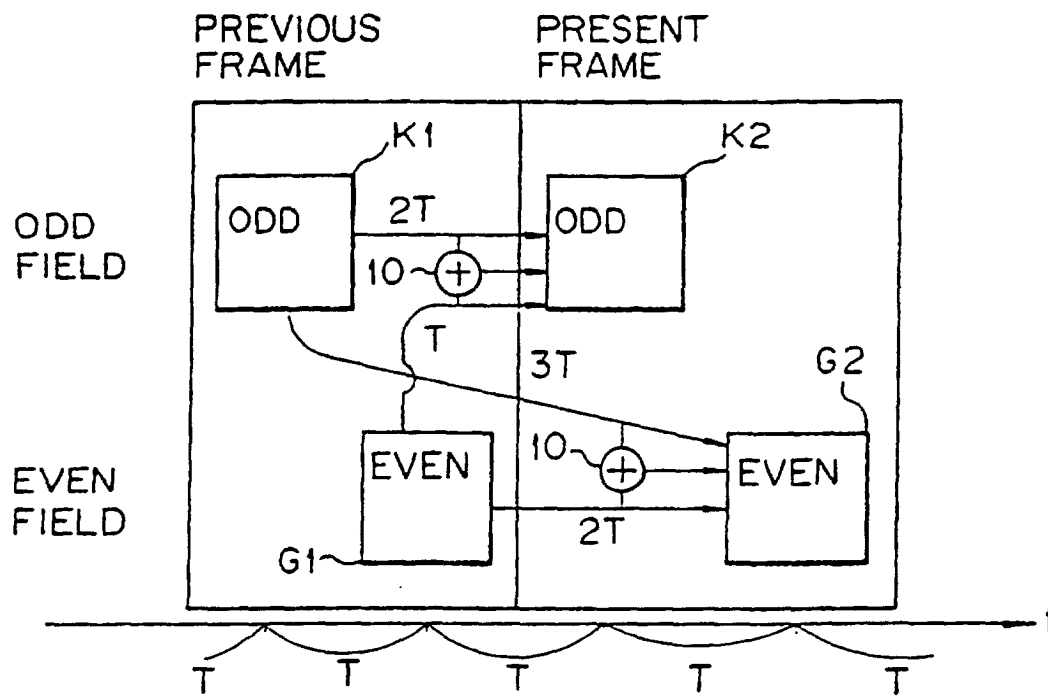 PREVIOUS
FRAME
PRESENT
FRAME
K1
K2
ODD
FIELD
ODD
2T
ODD
10
+
T
3T
G2
EVEN
FIELD
EVEN
10
+
EVEN
2T
G1
T
T
T
T
T